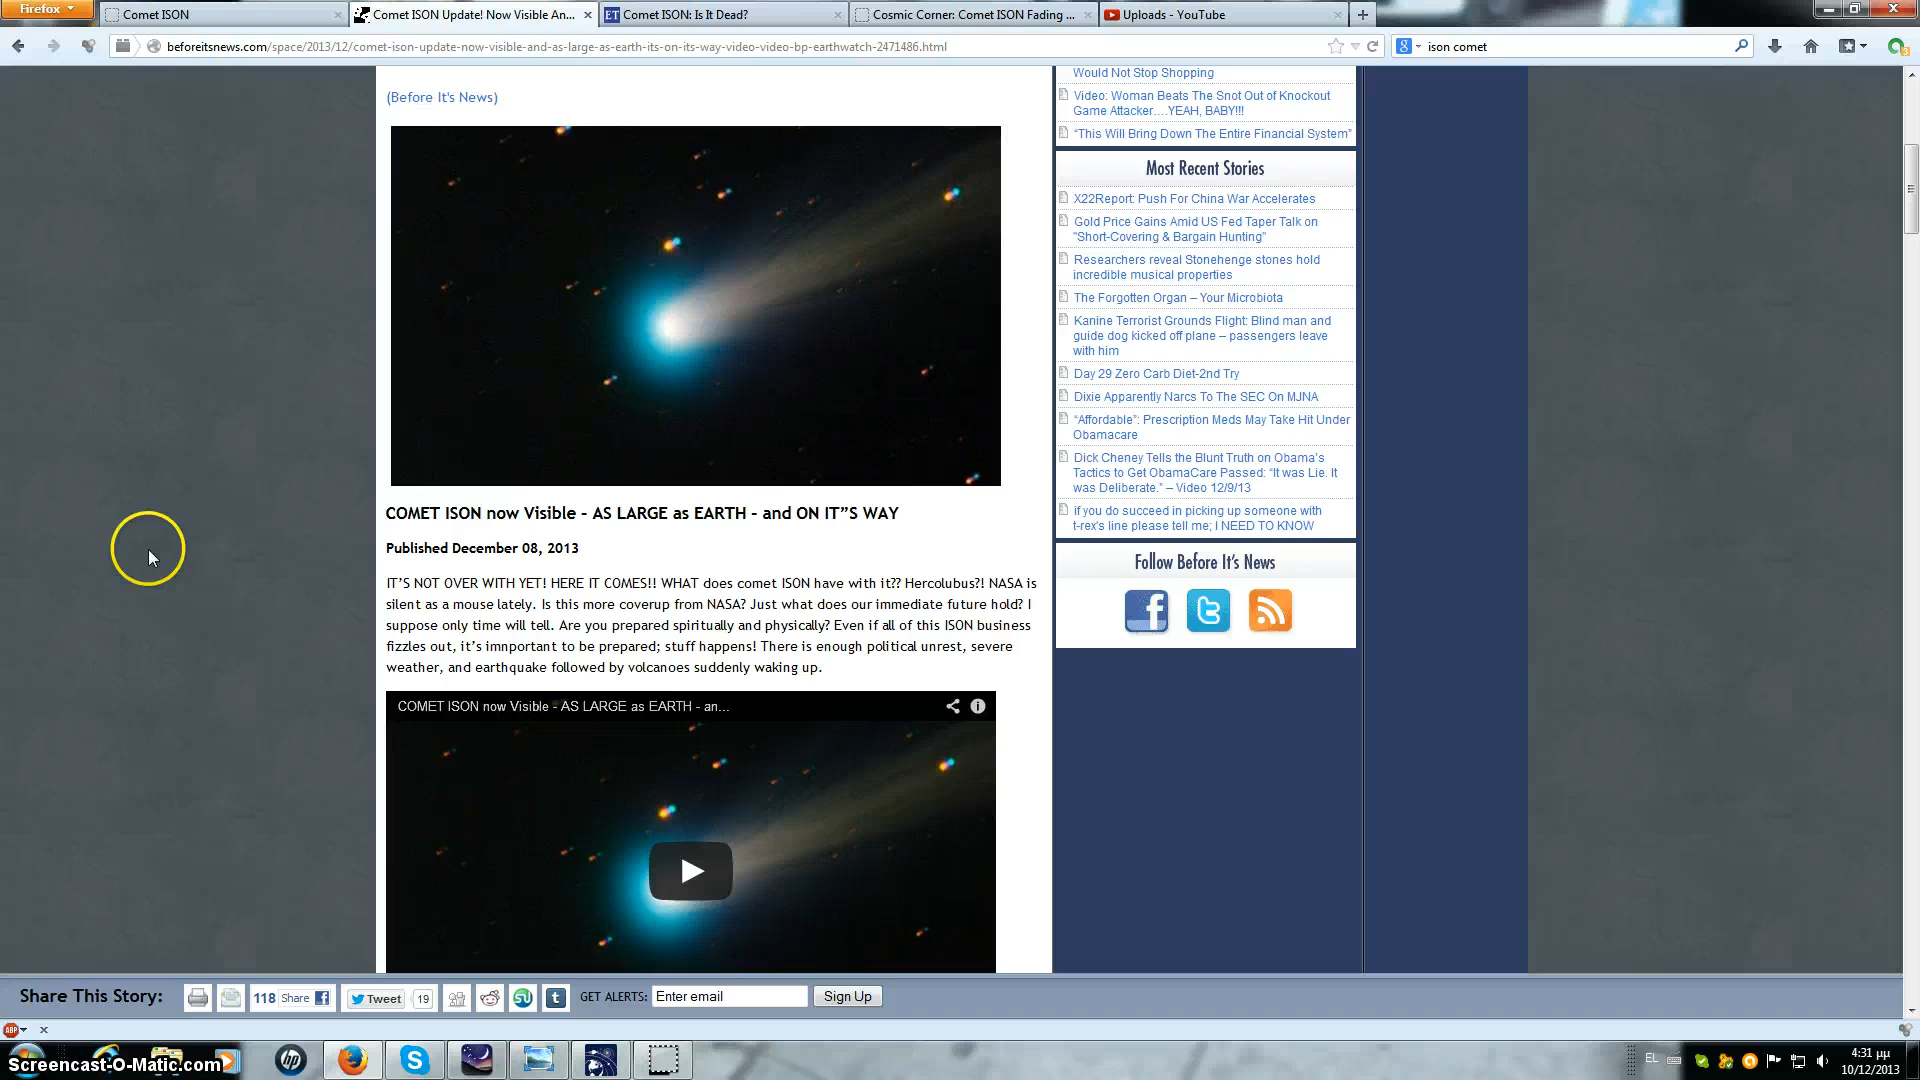 Firefox
Comet ISON
Comet ISON Update! Now Visible An...
Comet ISON: Is It Dead?
Cosmic Corner: Comet ISON Fading ...
Uploads - YouTube
beforeitsnews.com/space/2013/12/comet-ison-update-now-visible-and-as-large-as-earth-its-on-its-way-video-video-bp-earthwatch-2471486.html
ison comet
(Before It's News)
COMET ISON now Visible - AS LARGE as EARTH - and ON IT”S WAY
Published December 08, 2013
IT’S NOT OVER WITH YET! HERE IT COMES!! WHAT does comet ISON have with it?? Hercolubus?! NASA is
silent as a mouse lately. Is this more coverup from NASA? Just what does our immediate future hold? I
suppose only time will tell. Are you prepared spiritually and physically? Even if all of this ISON business
fizzles out, it’s imnportant to be prepared; stuff happens! There is enough political unrest, severe
weather, and earthquake followed by volcanoes suddenly waking up.
COMET ISON now Visible - AS LARGE as EARTH - an...
Would Not Stop Shopping
Video: Woman Beats The Snot Out of Knockout
Game Attacker….YEAH, BABY!!!
“This Will Bring Down The Entire Financial System”
Most Recent Stories
X22Report: Push For China War Accelerates
Gold Price Gains Amid US Fed Taper Talk on
"Short-Covering & Bargain Hunting"
Researchers reveal Stonehenge stones hold
incredible musical properties
The Forgotten Organ – Your Microbiota
Kanine Terrorist Grounds Flight: Blind man and
guide dog kicked off plane – passengers leave
with him
Day 29 Zero Carb Diet-2nd Try
Dixie Apparently Narcs To The SEC On MJNA
“Affordable”: Prescription Meds May Take Hit Under
Obamacare
Dick Cheney Tells the Blunt Truth on Obama’s
Tactics to Get ObamaCare Passed: “It was Lie. It
was Deliberate.” – Video 12/9/13
if you do succeed in picking up someone with
t-rex's line please tell me; I NEED TO KNOW
Follow Before It's News
Share This Story:
118 Share
Tweet 19
GET ALERTS: Enter email Sign Up
ABP
Screencast-O-Matic.com
hp
EL
4:31 μμ
10/12/2013